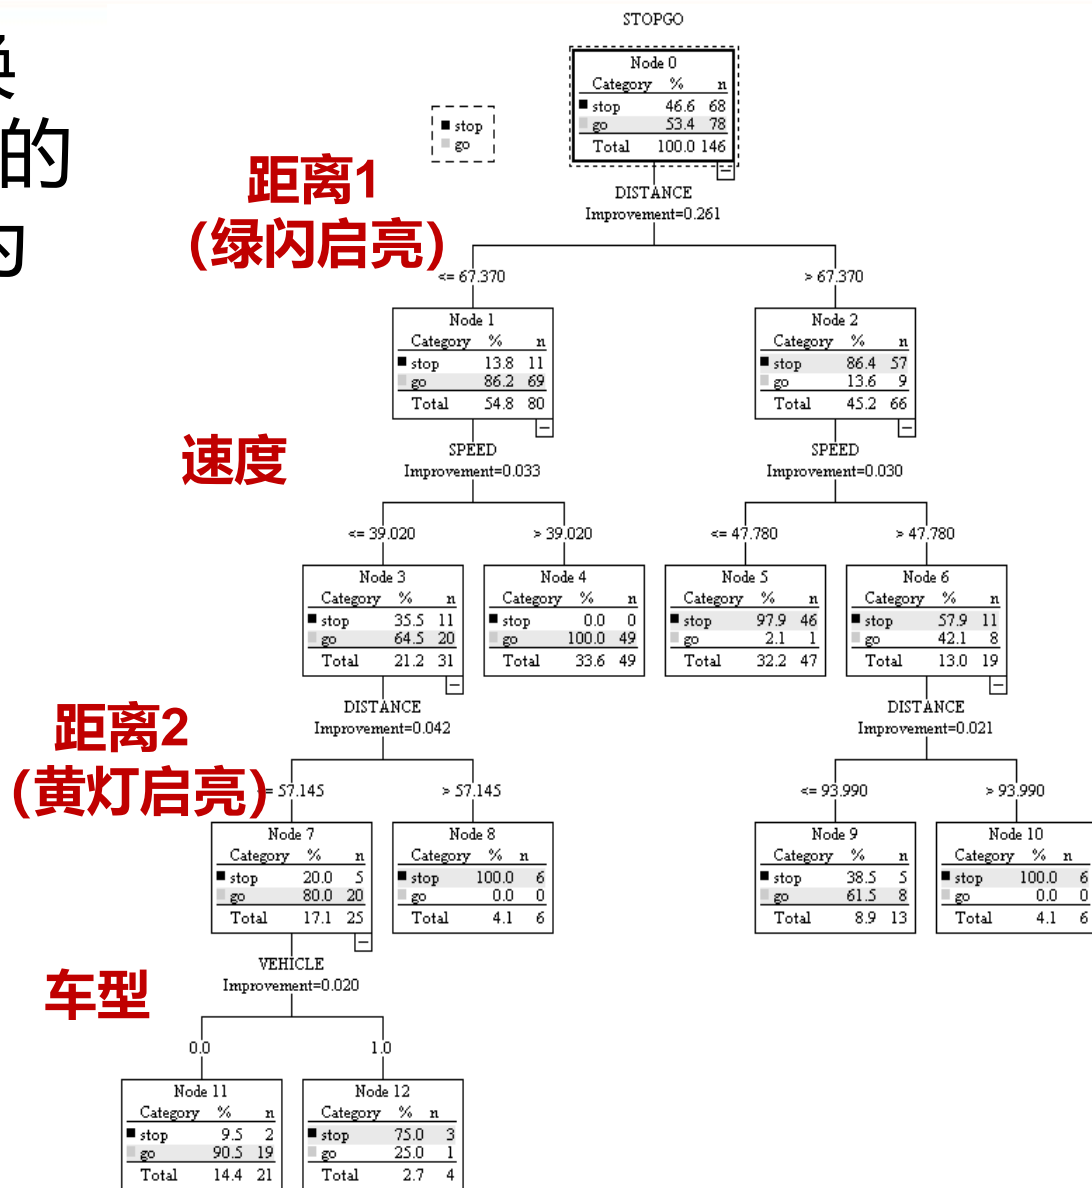 换
的
为
STOPGO
stop
go
Node 0
Category % n
stop 46.6 68
go 53.4 78
Total 100.0 146
距离1
(绿闪启亮)
DISTANCE
Improvement=0.261
<= 67.370
> 67.370
Node 1
Category % n
stop 13.8 11
go 86.2 69
Total 54.8 80
Node 2
Category % n
stop 86.4 57
go 13.6 9
Total 45.2 66
速度
SPEED
Improvement=0.033
SPEED
Improvement=0.030
<= 39.020
> 39.020
<= 47.780
> 47.780
Node 3
Category % n
stop 35.5 11
go 64.5 20
Total 21.2 31
Node 4
Category % n
stop 0.0 0
go 100.0 49
Total 33.6 49
Node 5
Category % n
stop 97.9 46
go 2.1 1
Total 32.2 47
Node 6
Category % n
stop 57.9 11
go 42.1 8
Total 13.0 19
距离2
(黄灯启亮)
DISTANCE
Improvement=0.042
DISTANCE
Improvement=0.021
= 57.145
> 57.145
<= 93.990
> 93.990
Node 7
Category % n
stop 20.0 5
go 80.0 20
Total 17.1 25
Node 8
Category % n
stop 100.0 6
go 0.0 0
Total 4.1 6
Node 9
Category % n
stop 38.5 5
go 61.5 8
Total 8.9 13
Node 10
Category % n
stop 100.0 6
go 0.0 0
Total 4.1 6
车型
VEHICLE
Improvement=0.020
0.0
1.0
Node 11
Category % n
stop 9.5 2
go 90.5 19
Total 14.4 21
Node 12
Category % n
stop 75.0 3
go 25.0 1
Total 2.7 4